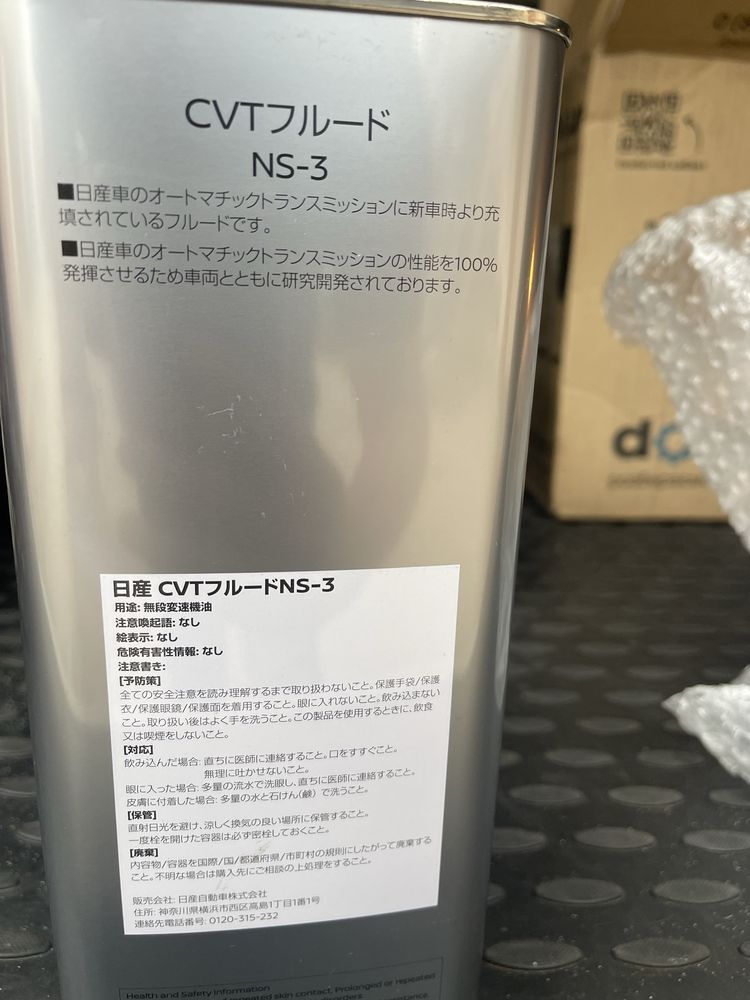 CVTフルード
NS-3
■日産車のオートマチックトランスミッションに新車時より充
填されているフルードです。
■日産車のオートマチックトランスミッションの性能を100%
発揮させるため車両とともに研究開発されております。
日産 CVTフルードNS-3
用途: 無段変速機油
注意喚起語: なし
絵表示: なし
危険有害性情報: なし
注意書き:
[予防策]
全ての安全注意を読み理解するまで取り扱わないこと。保護手袋/保護
衣/保護眼鏡/保護面を着用すること。眼に入れないこと。飲み込まない
こと。取り扱い後はよく手を洗うこと。この製品を使用するときに、飲食
又は喫煙をしないこと。
[対応]
飲み込んだ場合: 直ちに医師に連絡すること。口をすすぐこと。
無理に吐かせないこと。
眼に入った場合: 多量の流水で洗眼し、直ちに医師に連絡すること。
皮膚に付着した場合: 多量の水と石けん(鹸) で洗うこと。
[保管]
直射日光を避け、涼しく換気の良い場所に保管すること。
一度栓を開けた容器は必ず密栓しておくこと。
[廃棄]
内容物/容器を国際/国/都道府県/市町村の規則にしたがって廃棄する
こと。不明な場合は購入先にご相談の上処理をすること。
販売会社: 日産自動車株式会社
住所: 神奈川県横浜市西区高島1丁目1番1号
連絡先電話番号: 0120-315-232
Health and Safety Information
repeated skin contact. Prolonged or repeated
disorders.
d